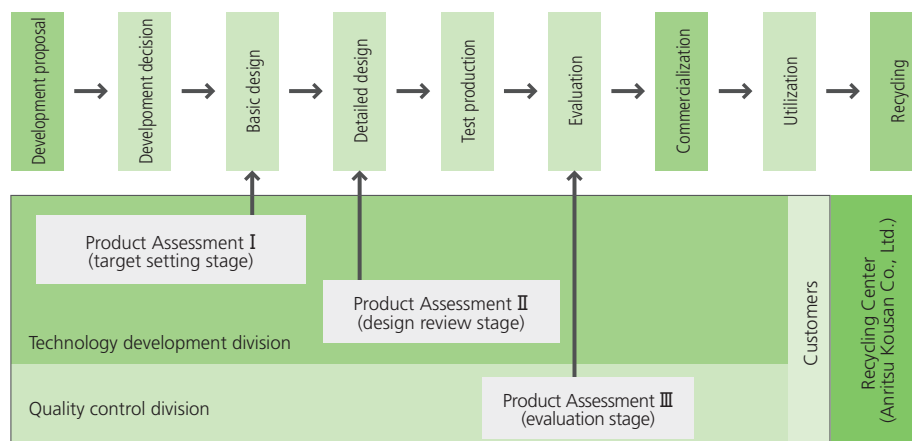 Development proposal
Develpoment decision
Basic design
Detailed design
Test production
Evaluation
Commercialization
Utilization
Recyding
Product Assessment Ⅰ
(target setting stage)
Product Assessment Ⅱ
(design review stage)
Technology development division
Product Assessment Ⅲ
(evaluation stage)
Quality control division
Customers
Recycling Center
(Anritsu Kousan Co., Ltd.)